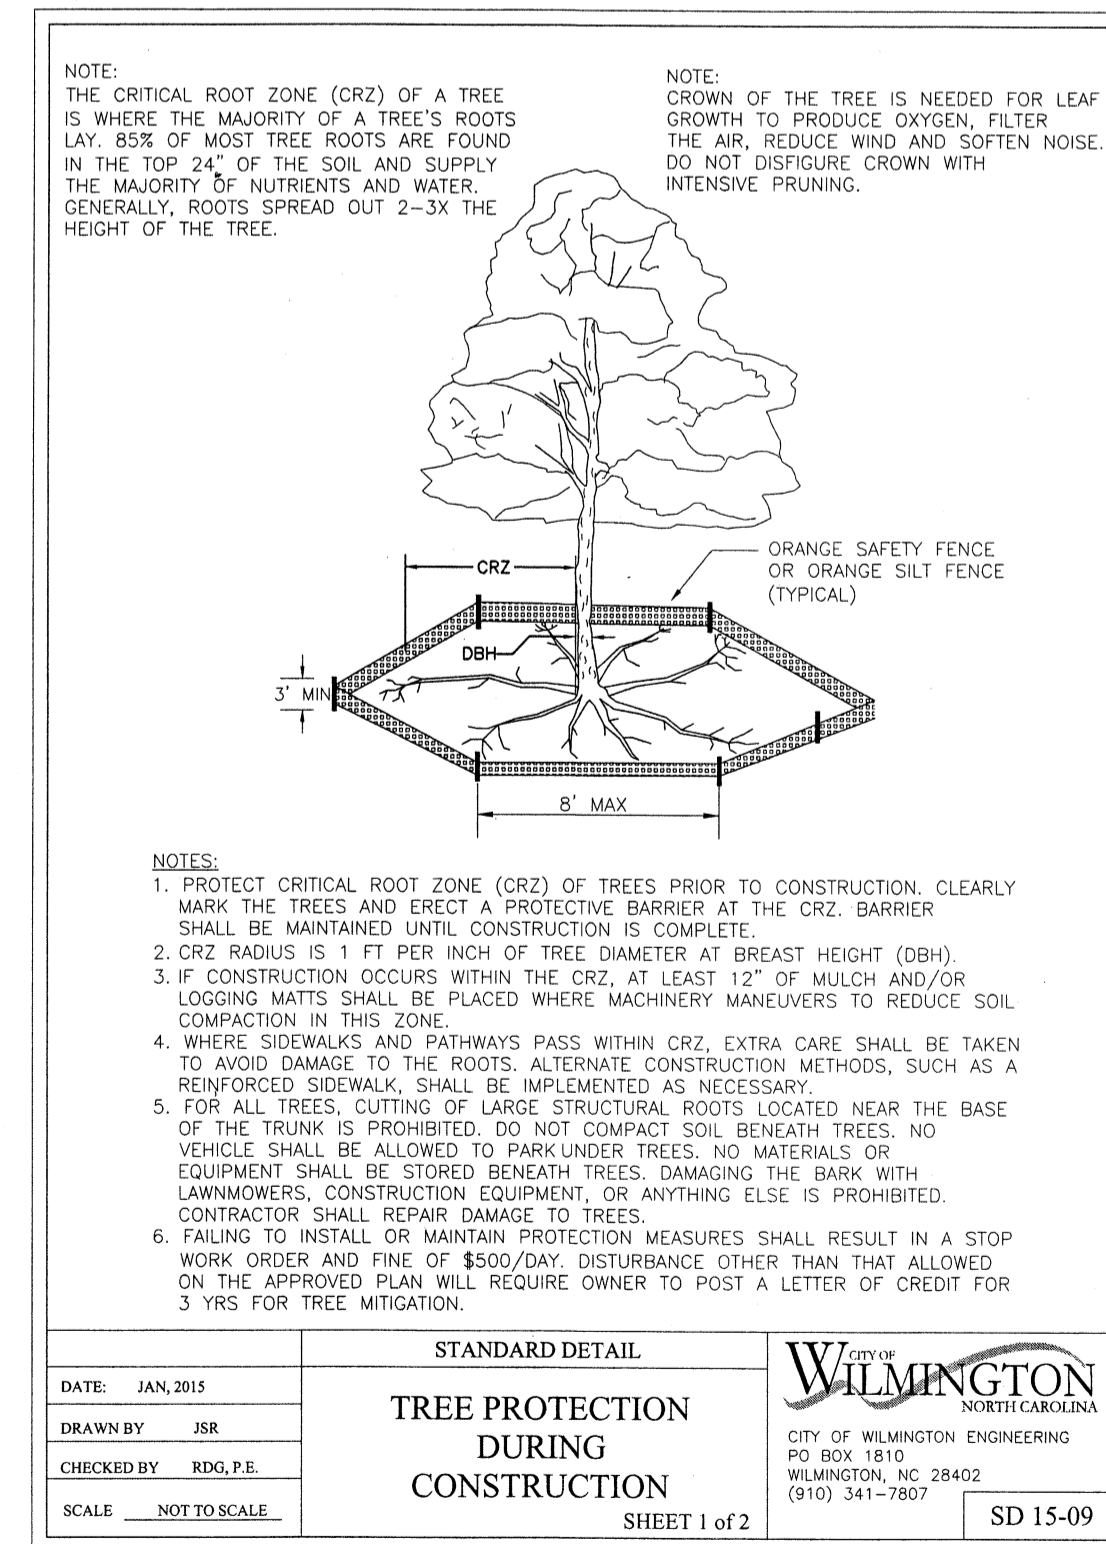 NOTE:
THE CRITICAL ROOT ZONE (CRZ) OF A TREE
IS WHERE THE MAJORITY OF A TREE'S ROOTS
LAY. 85% OF MOST TREE ROOTS ARE FOUND
IN THE TOP 24" OF THE SOIL AND SUPPLY
THE MAJORITY OF NUTRIENTS AND WATER.
GENERALLY, ROOTS SPREAD OUT 2-3X THE
HEIGHT OF THE TREE.
NOTE:
CROWN OF THE TREE IS NEEDED FOR LEAF
GROWTH TO PRODUCE OXYGEN, FILTER
THE AIR, REDUCE WIND AND SOFTEN NOISE.
DO NOT DISFIGURE CROWN WITH
INTENSIVE PRUNING.
ORANGE SAFETY FENCE
OR ORANGE SILT FENCE
(TYPICAL)
CRZ
DBH
3' MIN
8' MAX
NOTES:
1. PROTECT CRITICAL ROOT ZONE (CRZ) OF TREES PRIOR TO CONSTRUCTION. CLEARLY
MARK THE TREES AND ERECT A PROTECTIVE BARRIER AT THE CRZ. BARRIER
SHALL BE MAINTAINED UNTIL CONSTRUCTION IS COMPLETE.
2. CRZ RADIUS IS 1 FT PER INCH OF TREE DIAMETER AT BREAST HEIGHT (DBH).
3. IF CONSTRUCTION OCCURS WITHIN THE CRZ, AT LEAST 12" OF MULCH AND/OR
LOGGING MATTS SHALL BE PLACED WHERE MACHINERY MANEUVERS TO REDUCE SOIL
COMPACTION IN THIS ZONE.
4. WHERE SIDEWALKS AND PATHWAYS PASS WITHIN CRZ, EXTRA CARE SHALL BE TAKEN
TO AVOID DAMAGE TO THE ROOTS. ALTERNATE CONSTRUCTION METHODS, SUCH AS A
REINFORCED SIDEWALK, SHALL BE IMPLEMENTED AS NECESSARY.
5. FOR ALL TREES, CUTTING OF LARGE STRUCTURAL ROOTS LOCATED NEAR THE BASE
OF THE TRUNK IS PROHIBITED. DO NOT COMPACT SOIL BENEATH TREES. NO
VEHICLE SHALL BE ALLOWED TO PARK UNDER TREES. NO MATERIALS OR
EQUIPMENT SHALL BE STORED BENEATH TREES. DAMAGING THE BARK WITH
LAWNMOWERS, CONSTRUCTION EQUIPMENT, OR ANYTHING ELSE IS PROHIBITED.
CONTRACTOR SHALL REPAIR DAMAGE TO TREES.
6. FAILING TO INSTALL OR MAINTAIN PROTECTION MEASURES SHALL RESULT IN A STOP
WORK ORDER AND FINE OF $500/DAY. DISTURBANCE OTHER THAN THAT ALLOWED
ON THE APPROVED PLAN WILL REQUIRE OWNER TO POST A LETTER OF CREDIT FOR
3 YRS FOR TREE MITIGATION.
DATE: JAN, 2015
DRAWN BY JSR
CHECKED BY RDG, P.E.
SCALE NOT TO SCALE
STANDARD DETAIL
TREE PROTECTION
DURING
CONSTRUCTION
SHEET 1 of 2
CITY OF
WILMINGTON
NORTH CAROLINA
CITY OF WILMINGTON ENGINEERING
PO BOX 1810
WILMINGTON, NC 28402
(910) 341-7807
SD 15-09